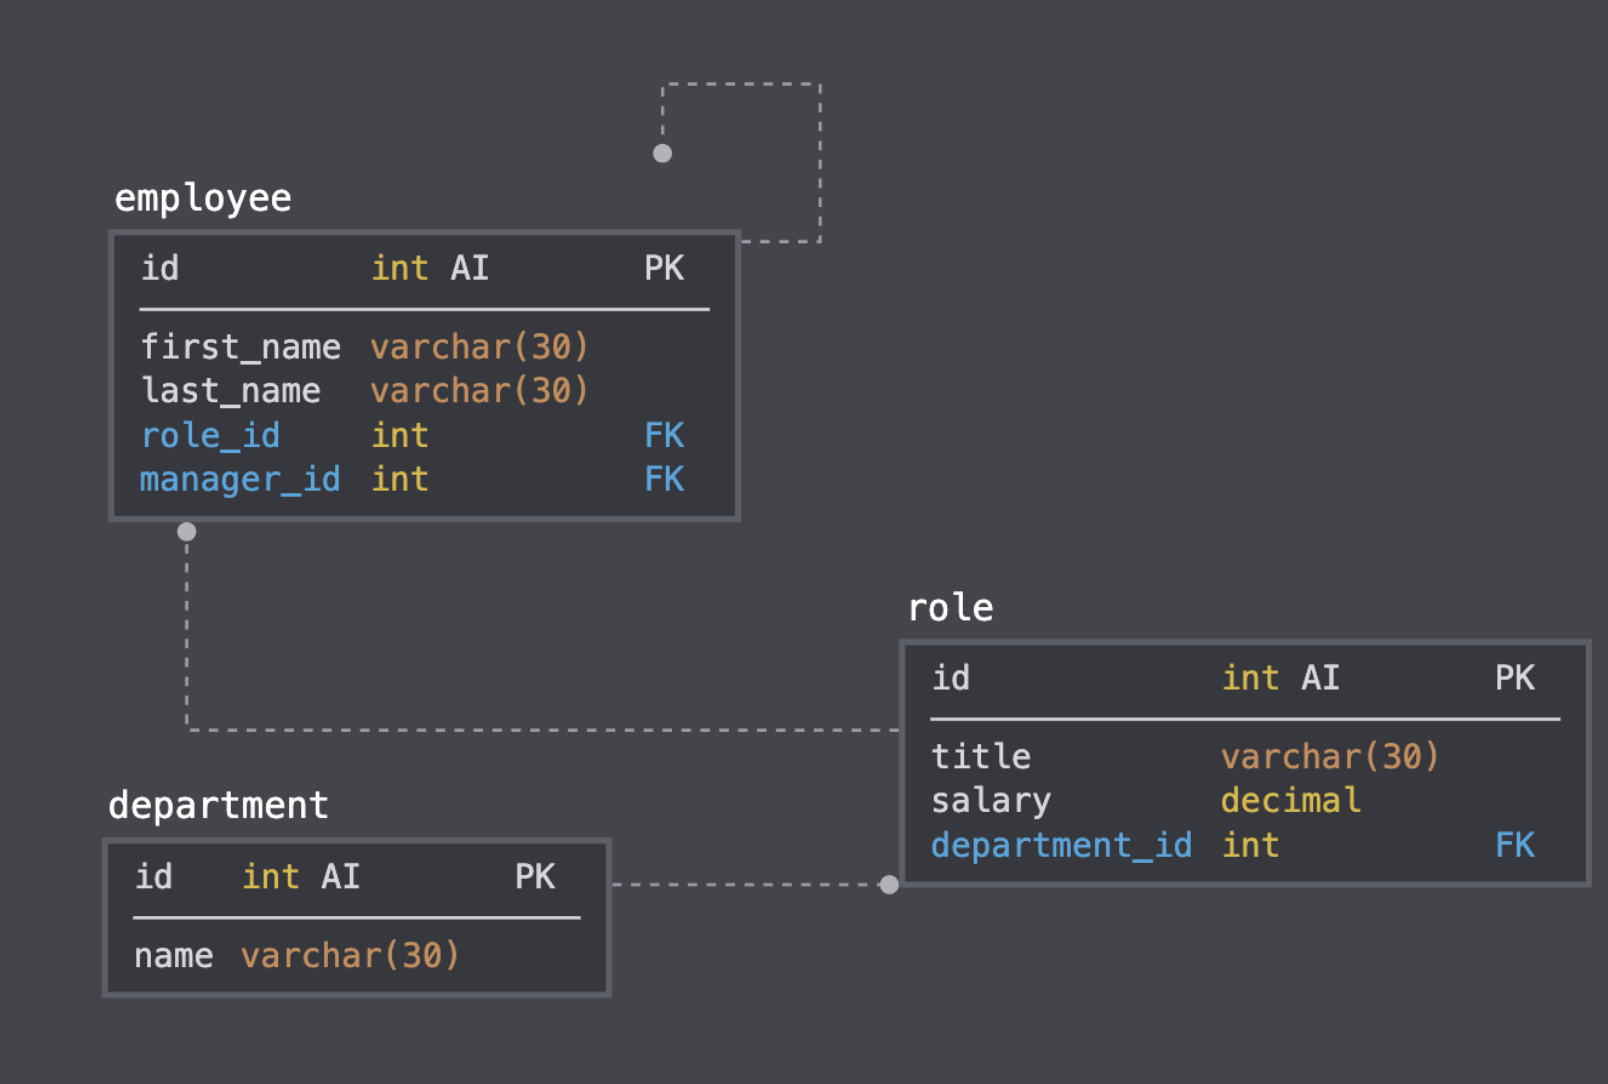 employee
id int AI PK
first_name varchar(30)
last_name varchar(30)
role_id int FK
manager_id int FK
role
id int AI PK
title varchar(30)
salary decimal
department_id int FK
department
id int AI PK
name varchar(30)